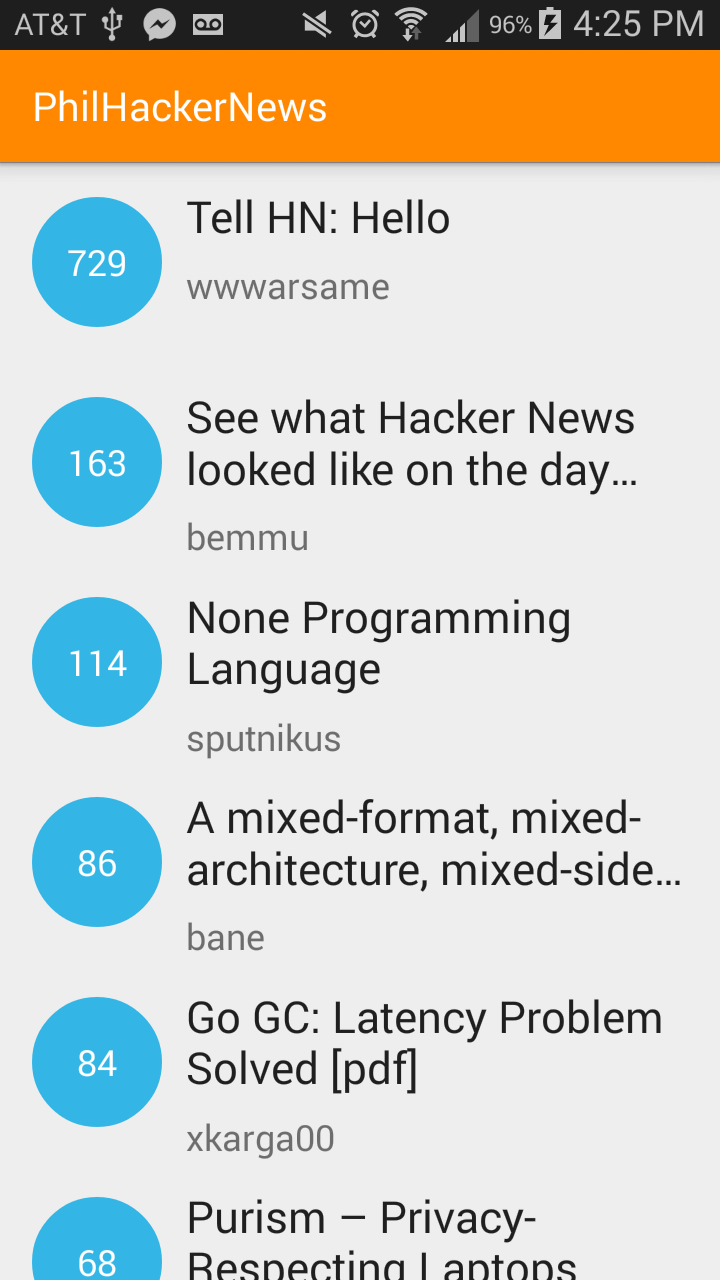 AT&T 96% 4:25 PM
PhilHackerNews
729
Tell HN: Hello
wwwarsame
163
See what Hacker News
looked like on the day…
bemmu
114
None Programming
Language
sputnikus
86
A mixed-format, mixed-
architecture, mixed-side…
bane
84
Go GC: Latency Problem
Solved [pdf]
xkarga00
68
Purism – Privacy-
Respecting Laptops